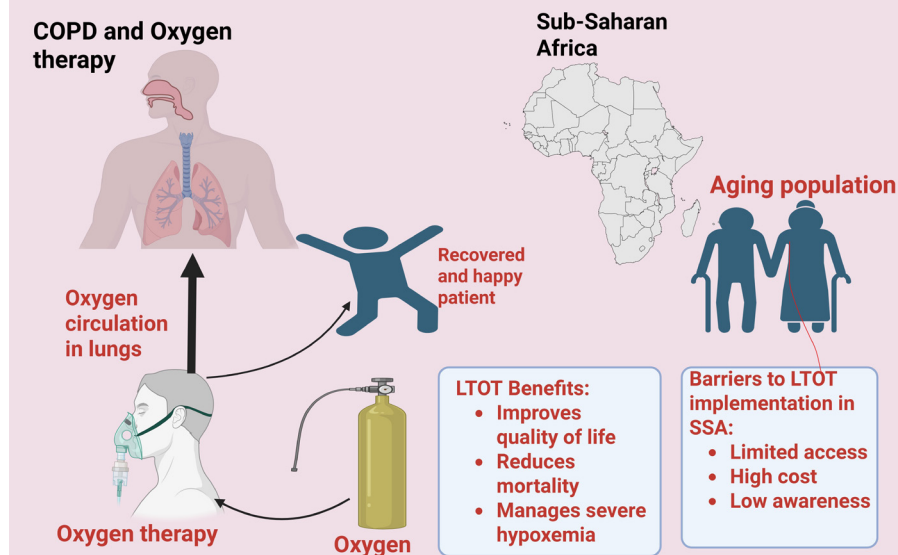 COPD and Oxygen
therapy
Sub-Saharan
Africa
Aging population
Recovered
and happy
patient
Oxygen
circulation
in lungs
Oxygen therapy
Oxygen
LTOT Benefits:
• Improves
quality of life
• Reduces
mortality
• Manages severe
hypoxemia
Barriers to LTOT
implementation in
SSA:
• Limited access
• High cost
• Low awareness